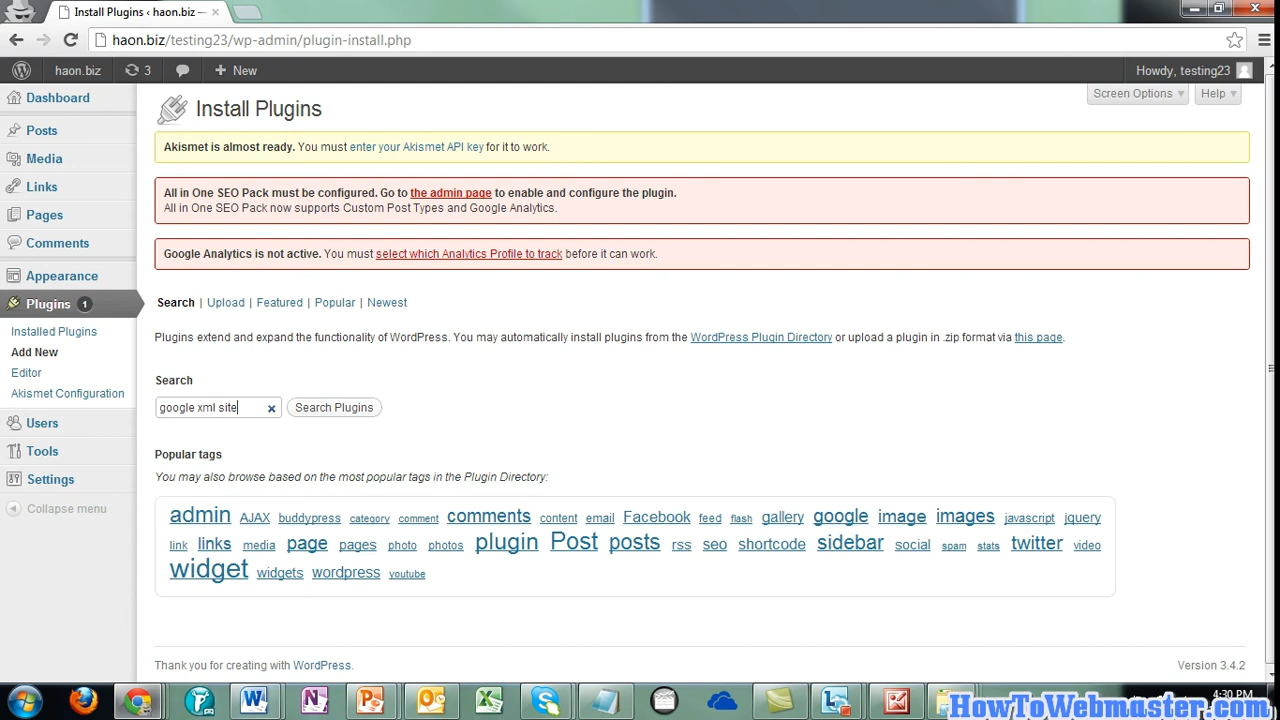 Install Plugins ‹ haon.biz —
haon.biz/testing23/wp-admin/plugin-install.php
haon.biz 3 New Howdy, testing23
Screen Options Help
Dashboard
Posts
Media
Links
Pages
Comments
Appearance
Plugins 1
Installed Plugins
Add New
Editor
Akismet Configuration
Users
Tools
Settings
Collapse menu
Install Plugins
Akismet is almost ready. You must enter your Akismet API key for it to work.
All in One SEO Pack must be configured. Go to the admin page to enable and configure the plugin.
All in One SEO Pack now supports Custom Post Types and Google Analytics.
Google Analytics is not active. You must select which Analytics Profile to track before it can work.
Search | Upload | Featured | Popular | Newest
Plugins extend and expand the functionality of WordPress. You may automatically install plugins from the WordPress Plugin Directory or upload a plugin in .zip format via this page.
Search
google xml site Search Plugins
Popular tags
You may also browse based on the most popular tags in the Plugin Directory:
admin AJAX buddypress category comment comments content email Facebook feed flash gallery google image images javascript jquery
link links media page pages photo photos plugin Post posts rss seo shortcode sidebar social spam stats twitter video
widget widgets wordpress youtube
Thank you for creating with WordPress. Version 3.4.2
4:30 PM
HowToWebmaster.com